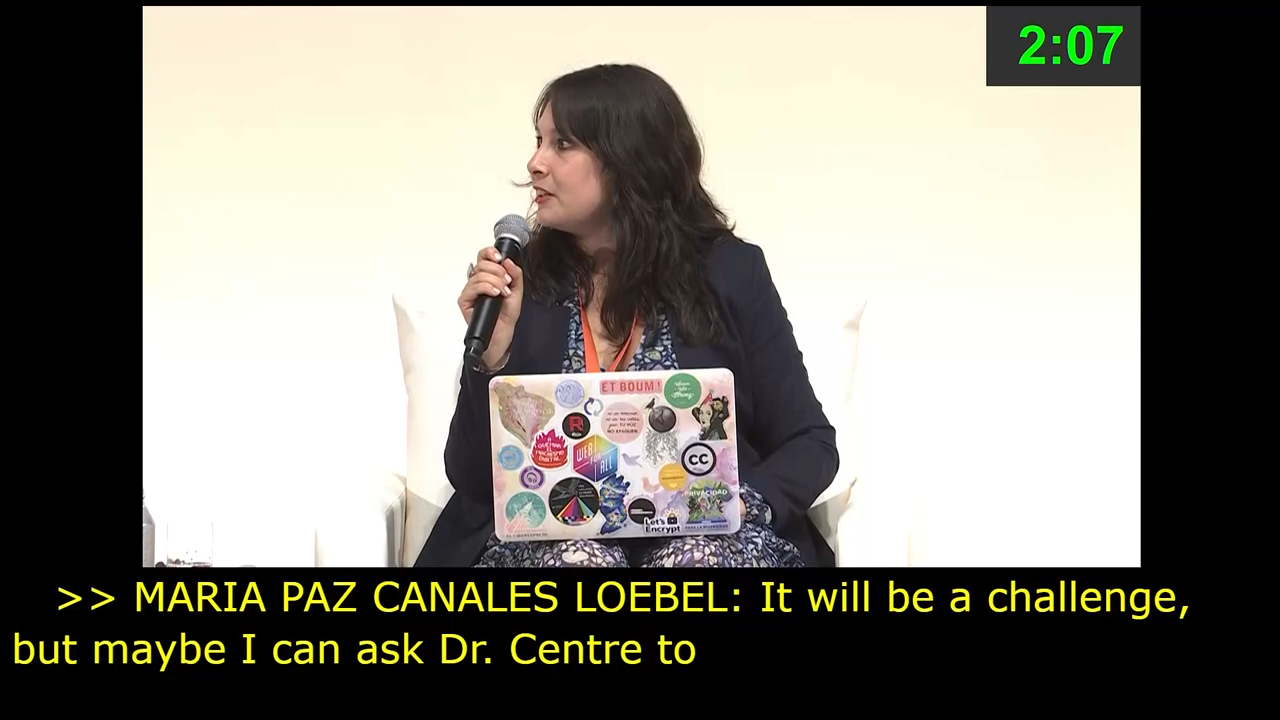 2:07
ET BOUM !
WEB
FOR
ALL
cc
PRIVACIDAD
Let's
Encrypt
>> MARIA PAZ CANALES LOEBEL: It will be a challenge,
but maybe I can ask Dr. Centre to